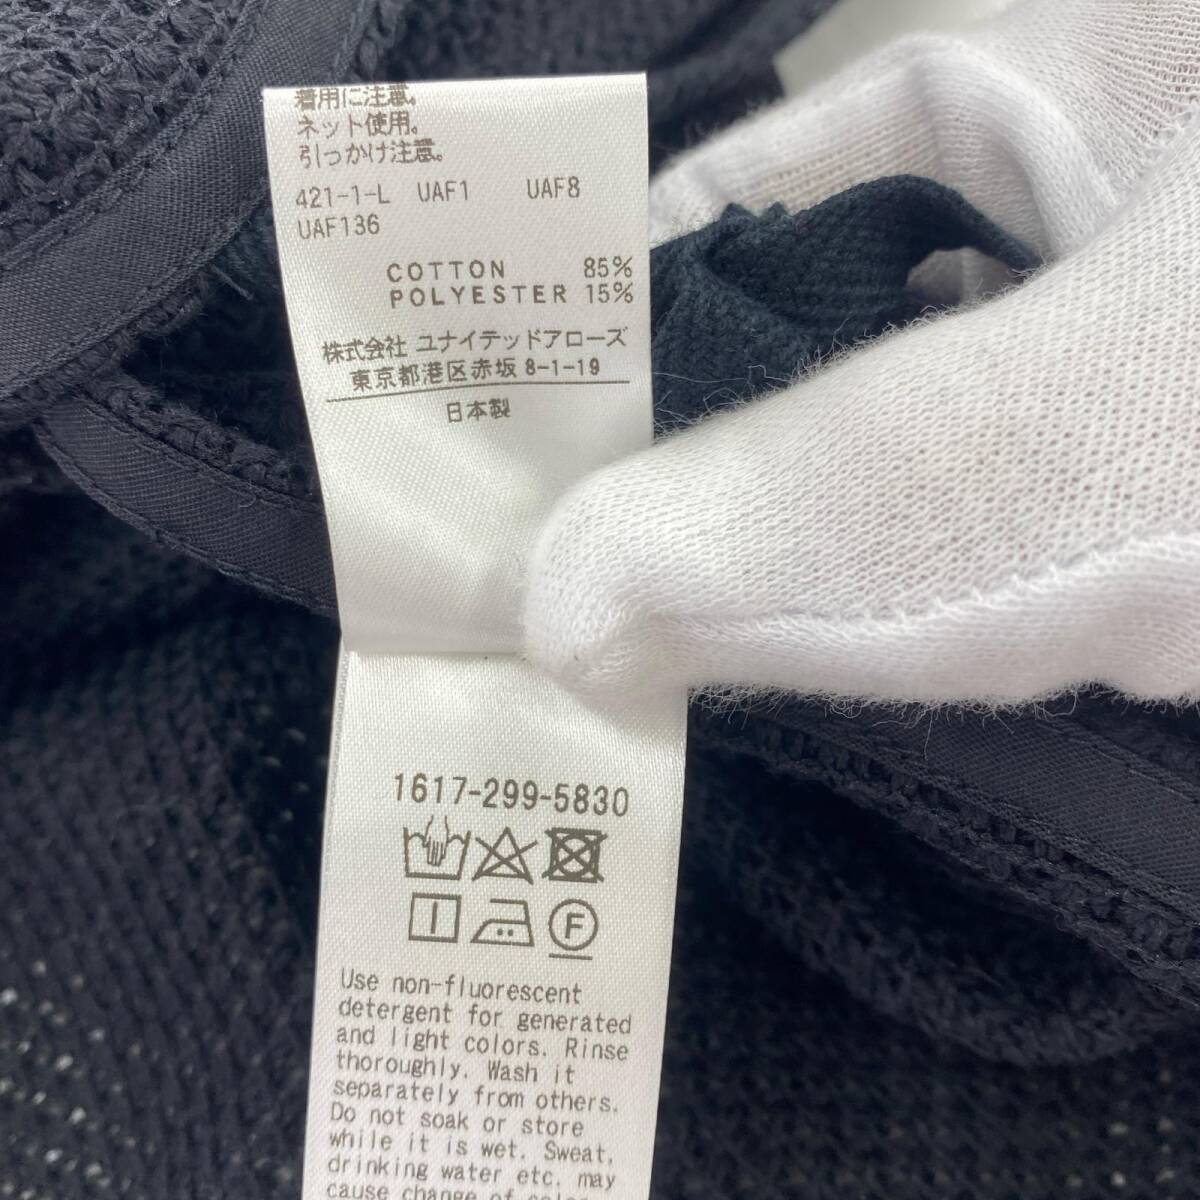 着用に注意。
ネット使用。
引っかけ注意。
421-1-L UAF1 UAF8
UAF136
COTTON 85%
POLYESTER 15%
株式会社 ユナイテッドアローズ
東京都港区赤坂 8-1-19
日本製
1617-299-5830
F
Use non-fluorescent
detergent for generated
and light colors. Rinse
thoroughly. Wash it
separately from others.
Do not soak or store
while it is wet. Sweat,
drinking water etc. may
cause change of color